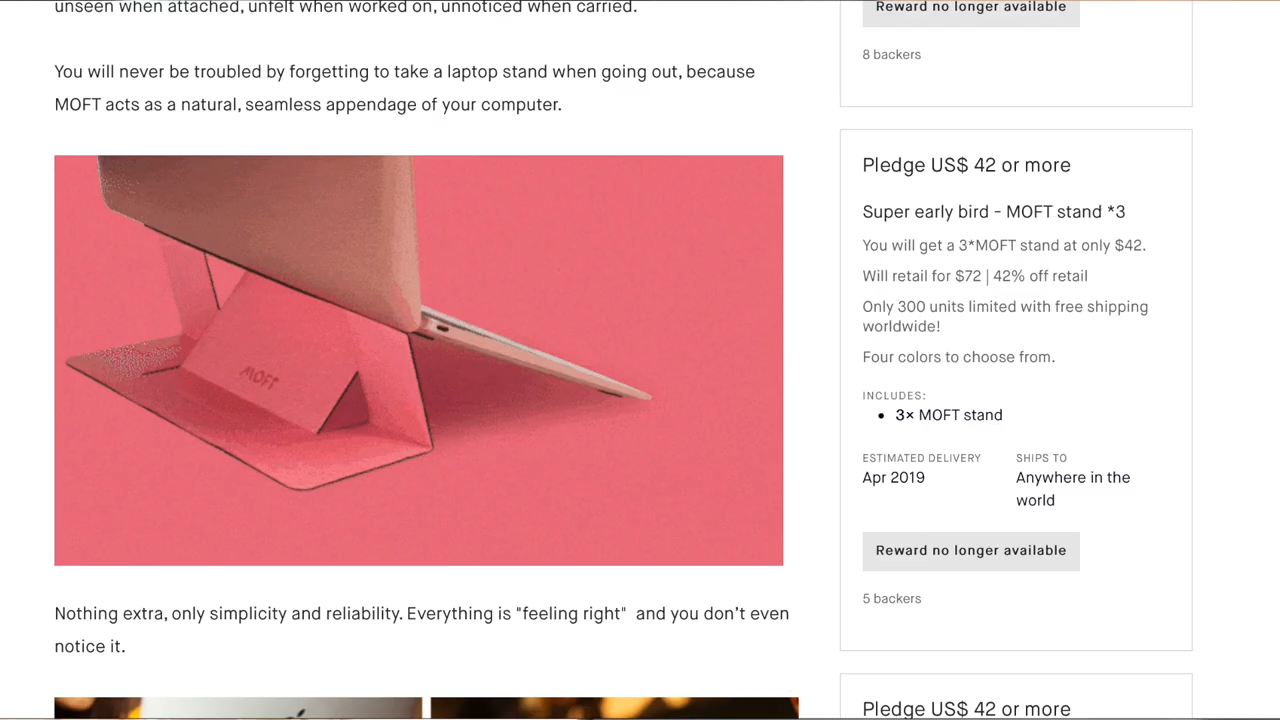 unseen when attached, unfelt when worked on, unnoticed when carried.
You will never be troubled by forgetting to take a laptop stand when going out, because
MOFT acts as a natural, seamless appendage of your computer.
MOFT
Nothing extra, only simplicity and reliability. Everything is "feeling right"  and you don’t even
notice it.
Reward no longer available
8 backers
Pledge US$ 42 or more
Super early bird - MOFT stand *3
You will get a 3*MOFT stand at only $42.
Will retail for $72 | 42% off retail
Only 300 units limited with free shipping
worldwide!
Four colors to choose from.
INCLUDES:
• 3× MOFT stand
ESTIMATED DELIVERY
Apr 2019
SHIPS TO
Anywhere in the
world
Reward no longer available
5 backers
Pledge US$ 42 or more